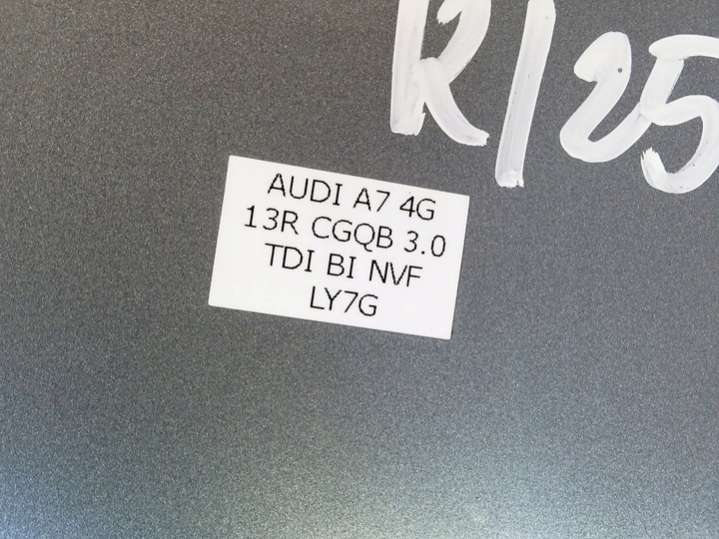 R/25
AUDI A7 4G
13R CGQB 3.0
TDI BI NVF
LY7G